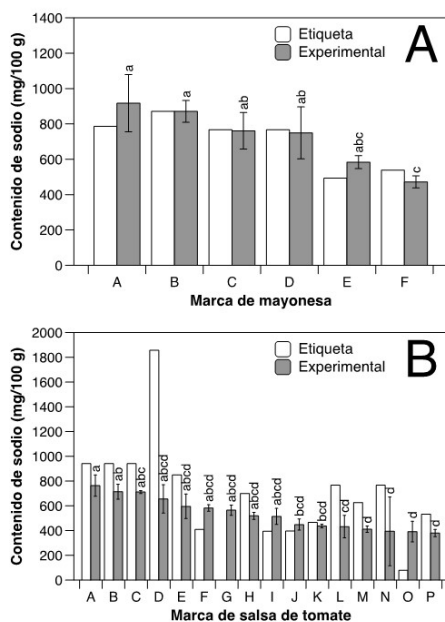 A
Etiqueta
Experimental
Contenido de sodio (mg/100 g)
1400
1200
1000
800
600
400
200
0
a
a
ab
ab
abc
c
A B C D E F
Marca de mayonesa
B
Etiqueta
Experimental
Contenido de sodio (mg/100 g)
2000
1800
1600
1400
1200
1000
800
600
400
200
0
a
ab
abc
abcd
abcd
abcd
abcd
abcd
abcd
bcd
bcd
cd
d
d
d
d
A B C D E F G H I J K L M N O P
Marca de salsa de tomate